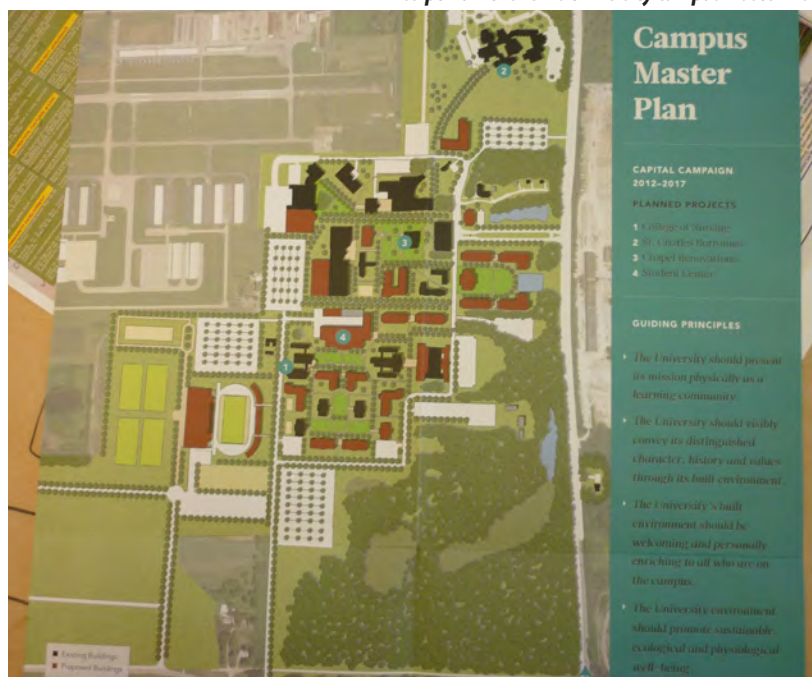 Campus
Master
Plan
CAPITAL CAMPAIGN
2012–2017
PLANNED PROJECTS
1 College of Nursing
2 St. Charles Borromeo
3 Chapel Renovations
4 Student Center
GUIDING PRINCIPLES
The University should present
its mission physically as a
learning community.
The University should visibly
convey its distinguished
character, history and values
through its built environment.
The University's built
environment should be
welcoming and personally
enriching to all who are on
the campus.
The University environment
should promote sustainable,
ecological and physiological
well-being.
2
3
4
1
Existing Buildings
Proposed Buildings